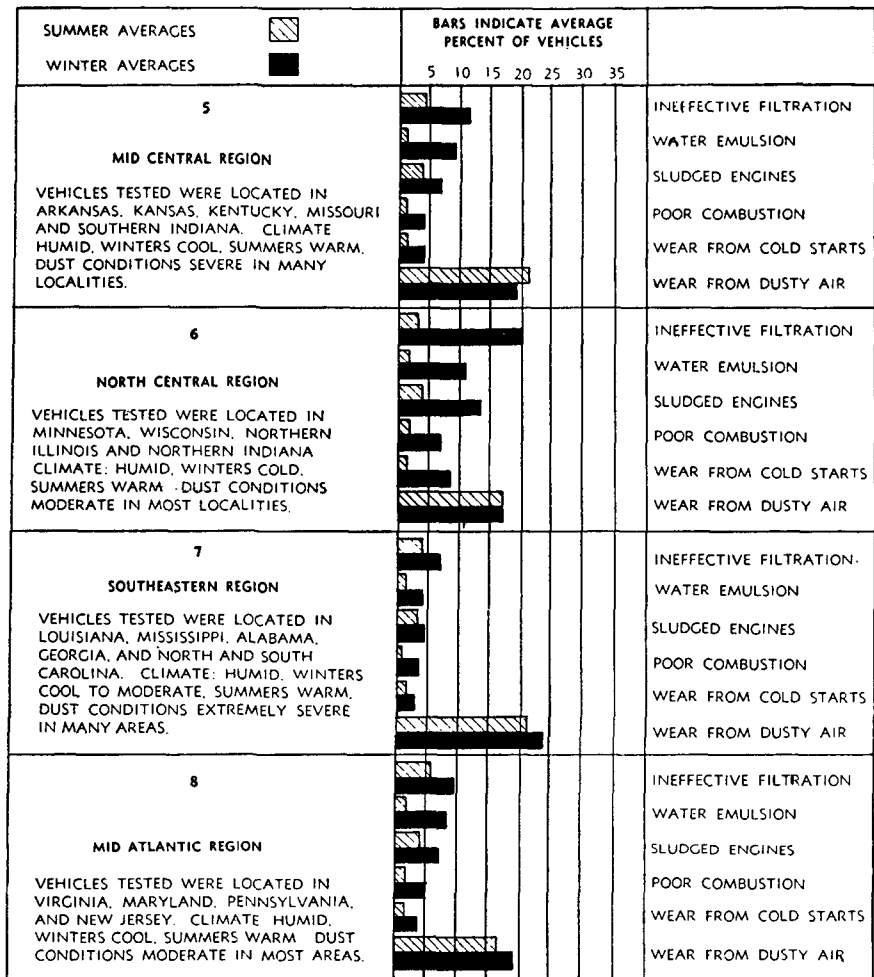 SUMMER AVERAGES
WINTER AVERAGES
BARS INDICATE AVERAGE
PERCENT OF VEHICLES
5 10 15 20 25 30 35
5
MID CENTRAL REGION
VEHICLES TESTED WERE LOCATED IN
ARKANSAS, KANSAS, KENTUCKY, MISSOURI
AND SOUTHERN INDIANA. CLIMATE
HUMID, WINTERS COOL, SUMMERS WARM,
DUST CONDITIONS SEVERE IN MANY
LOCALITIES.
INEFFECTIVE FILTRATION
WATER EMULSION
SLUDGED ENGINES
POOR COMBUSTION
WEAR FROM COLD STARTS
WEAR FROM DUSTY AIR
6
NORTH CENTRAL REGION
VEHICLES TESTED WERE LOCATED IN
MINNESOTA, WISCONSIN, NORTHERN
ILLINOIS AND NORTHERN INDIANA
CLIMATE: HUMID, WINTERS COLD,
SUMMERS WARM DUST CONDITIONS
MODERATE IN MOST LOCALITIES.
INEFFECTIVE FILTRATION
WATER EMULSION
SLUDGED ENGINES
POOR COMBUSTION
WEAR FROM COLD STARTS
WEAR FROM DUSTY AIR
7
SOUTHEASTERN REGION
VEHICLES TESTED WERE LOCATED IN
LOUISIANA, MISSISSIPPI, ALABAMA,
GEORGIA, AND NORTH AND SOUTH
CAROLINA. CLIMATE: HUMID, WINTERS
COOL TO MODERATE, SUMMERS WARM,
DUST CONDITIONS EXTREMELY SEVERE
IN MANY AREAS.
INEFFECTIVE FILTRATION
WATER EMULSION
SLUDGED ENGINES
POOR COMBUSTION
WEAR FROM COLD STARTS
WEAR FROM DUSTY AIR
8
MID ATLANTIC REGION
VEHICLES TESTED WERE LOCATED IN
VIRGINIA, MARYLAND, PENNSYLVANIA,
AND NEW JERSEY. CLIMATE HUMID,
WINTERS COOL, SUMMERS WARM DUST
CONDITIONS MODERATE IN MOST AREAS.
INEFFECTIVE FILTRATION
WATER EMULSION
SLUDGED ENGINES
POOR COMBUSTION
WEAR FROM COLD STARTS
WEAR FROM DUSTY AIR